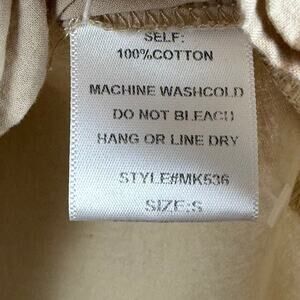 SELF:
100%COTTON
MACHINE WASHCOLD
DO NOT BLEACH
HANG OR LINE DRY
STYLE#MK536
SIZE:S